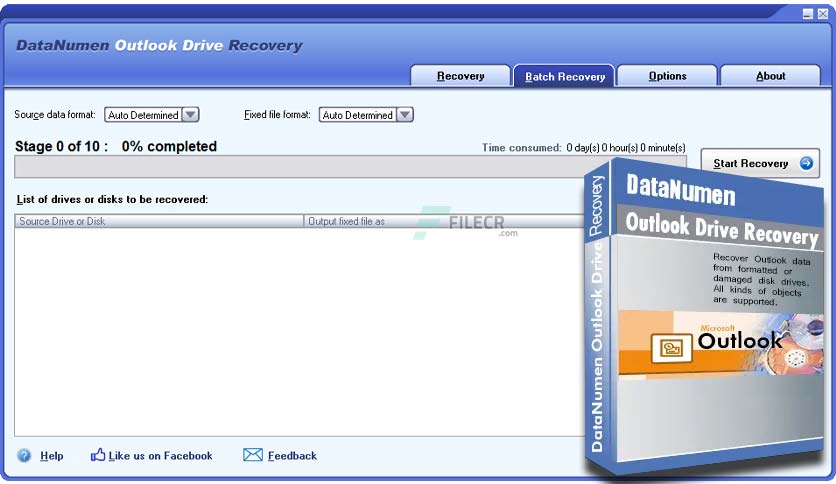 DataNumen Outlook Drive Recovery
Recovery
Batch Recovery
Options
About
Source data format:
Auto Determined
Fixed file format:
Auto Determined
Stage 0 of 10 : 0% completed
Time consumed: 0 day(s) 0 hour(s) 0 minute(s)
Start Recovery
List of drives or disks to be recovered:
Source Drive or Disk
Output fixed file as
FILECR
.com
DataNumen Outlook Drive Recovery
DataNumen
Outlook Drive Recovery
Recover Outlook data
from formatted or
damaged disk drives.
All kinds of objects
are supported.
Microsoft
Outlook
Help
Like us on Facebook
Feedback